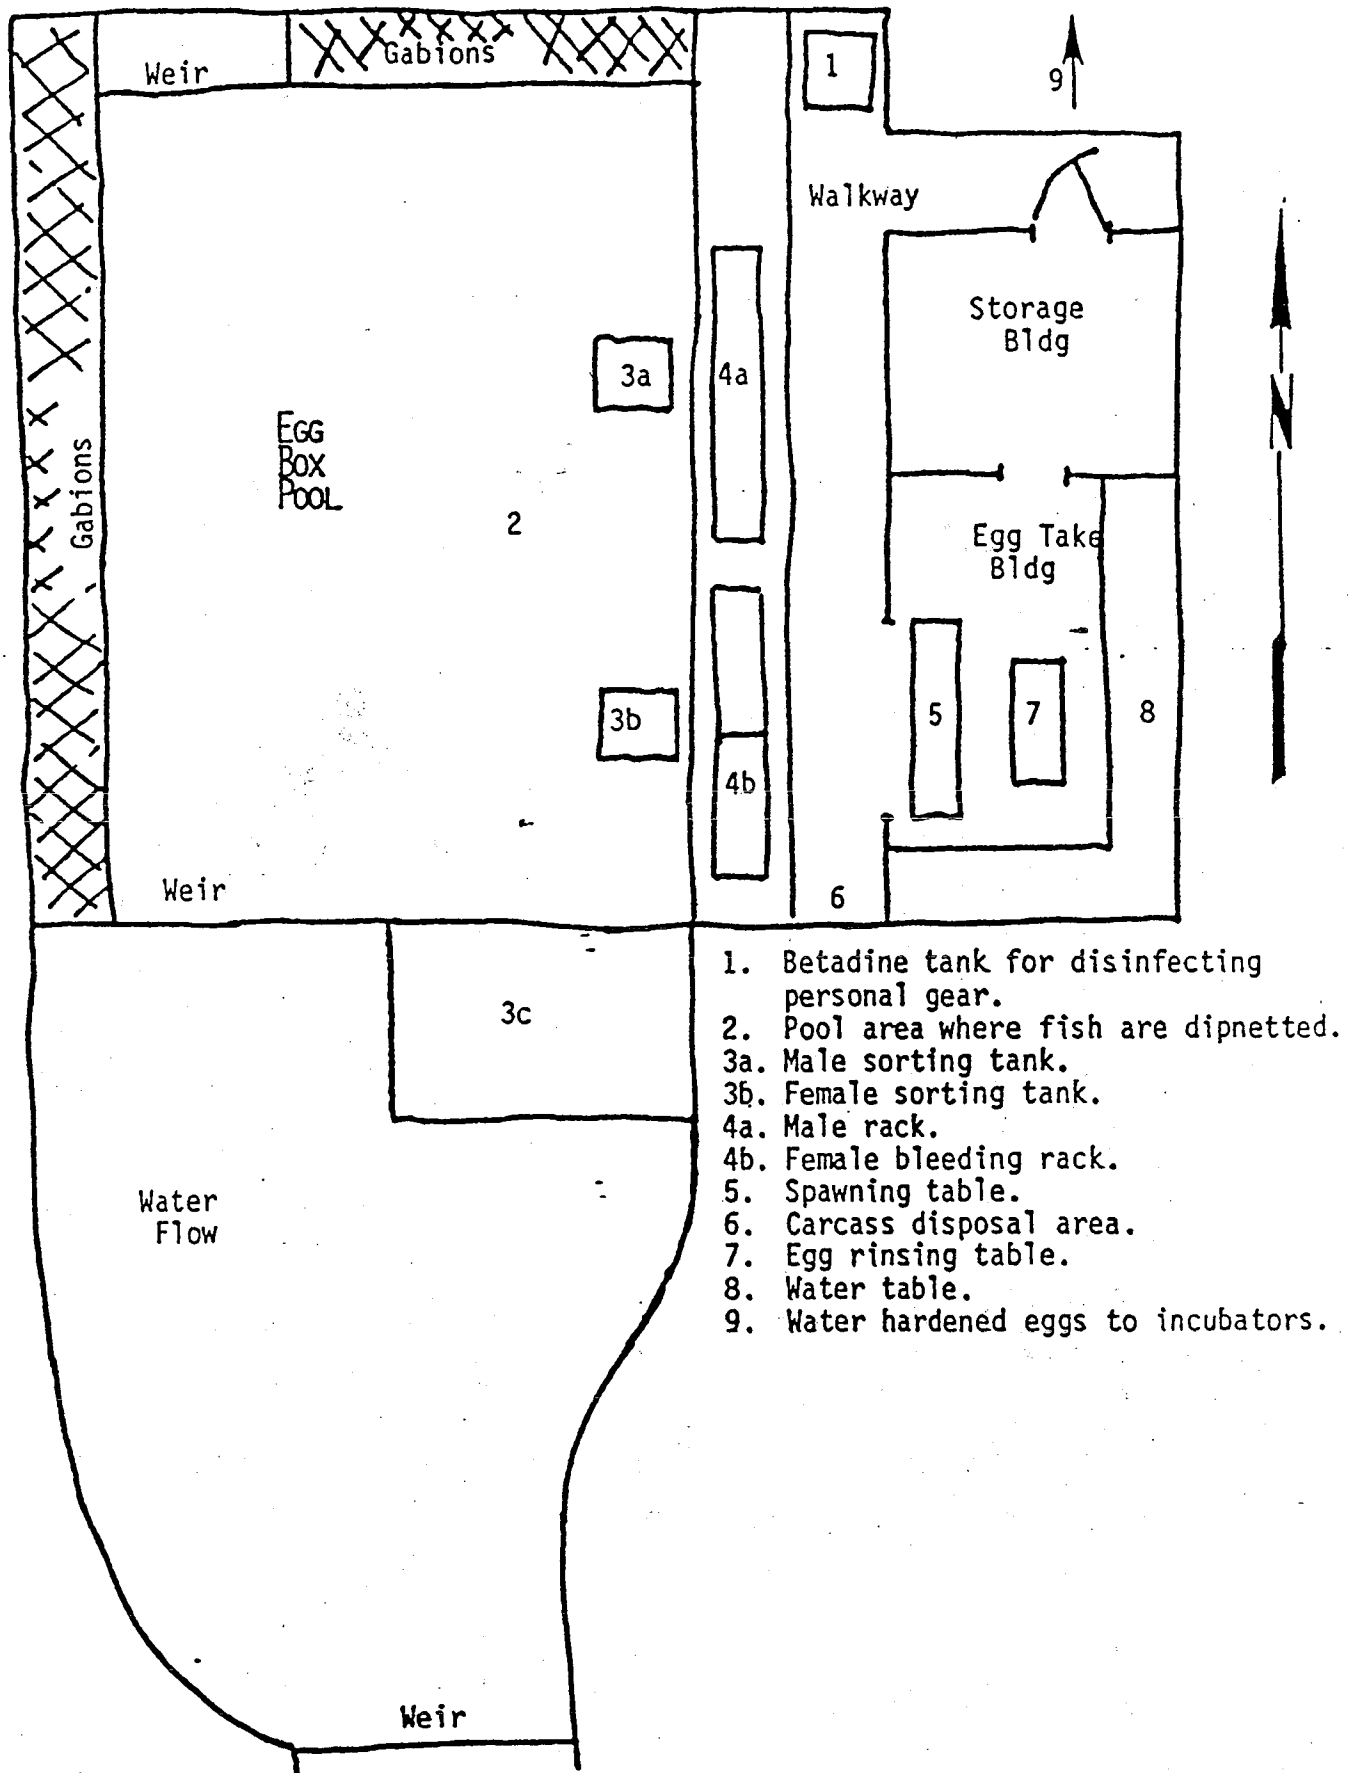 Weir
Gabions
1
9
Walkway
Storage
Bldg
3a
4a
Gabions
EGG
BOX
POOL
2
Egg Take
Bldg
3b
4b
5
7
8
Weir
6
3c
N
1. Betadine tank for disinfecting
personal gear.
2. Pool area where fish are dipnetted.
3a. Male sorting tank.
3b. Female sorting tank.
4a. Male rack.
4b. Female bleeding rack.
5. Spawning table.
6. Carcass disposal area.
7. Egg rinsing table.
8. Water table.
9. Water hardened eggs to incubators.
Water
Flow
Weir